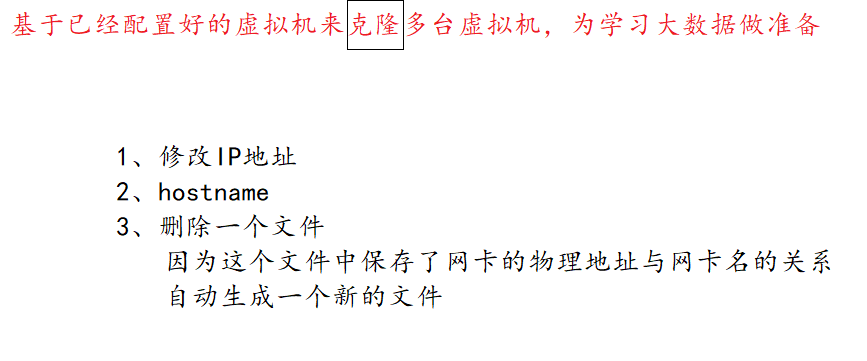 基于已经配置好的虚拟机来克隆多台虚拟机，为学习大数据做准备
1、修改IP地址
2、hostname
3、删除一个文件
因为这个文件中保存了网卡的物理地址与网卡名的关系
自动生成一个新的文件